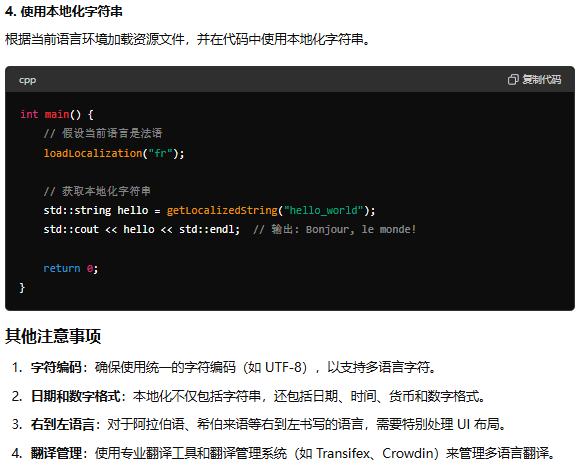 4. 使用本地化字符串
根据当前语言环境加载资源文件，并在代码中使用本地化字符串。
cpp
复制代码
int main() {
    // 假设当前语言是法语
    loadLocalization("fr");

    // 获取本地化字符串
    std::string hello = getLocalizedString("hello_world");
    std::cout << hello << std::endl;  // 输出: Bonjour, le monde!

    return 0;
}
其他注意事项
1. 字符编码：确保使用统一的字符编码（如 UTF-8），以支持多语言字符。
2. 日期和数字格式：本地化不仅包括字符串，还包括日期、时间、货币和数字格式。
3. 右到左语言：对于阿拉伯语、希伯来语等右到左书写的语言，需要特别处理 UI 布局。
4. 翻译管理：使用专业翻译工具和翻译管理系统（如 Transifex、Crowdin）来管理多语言翻译。